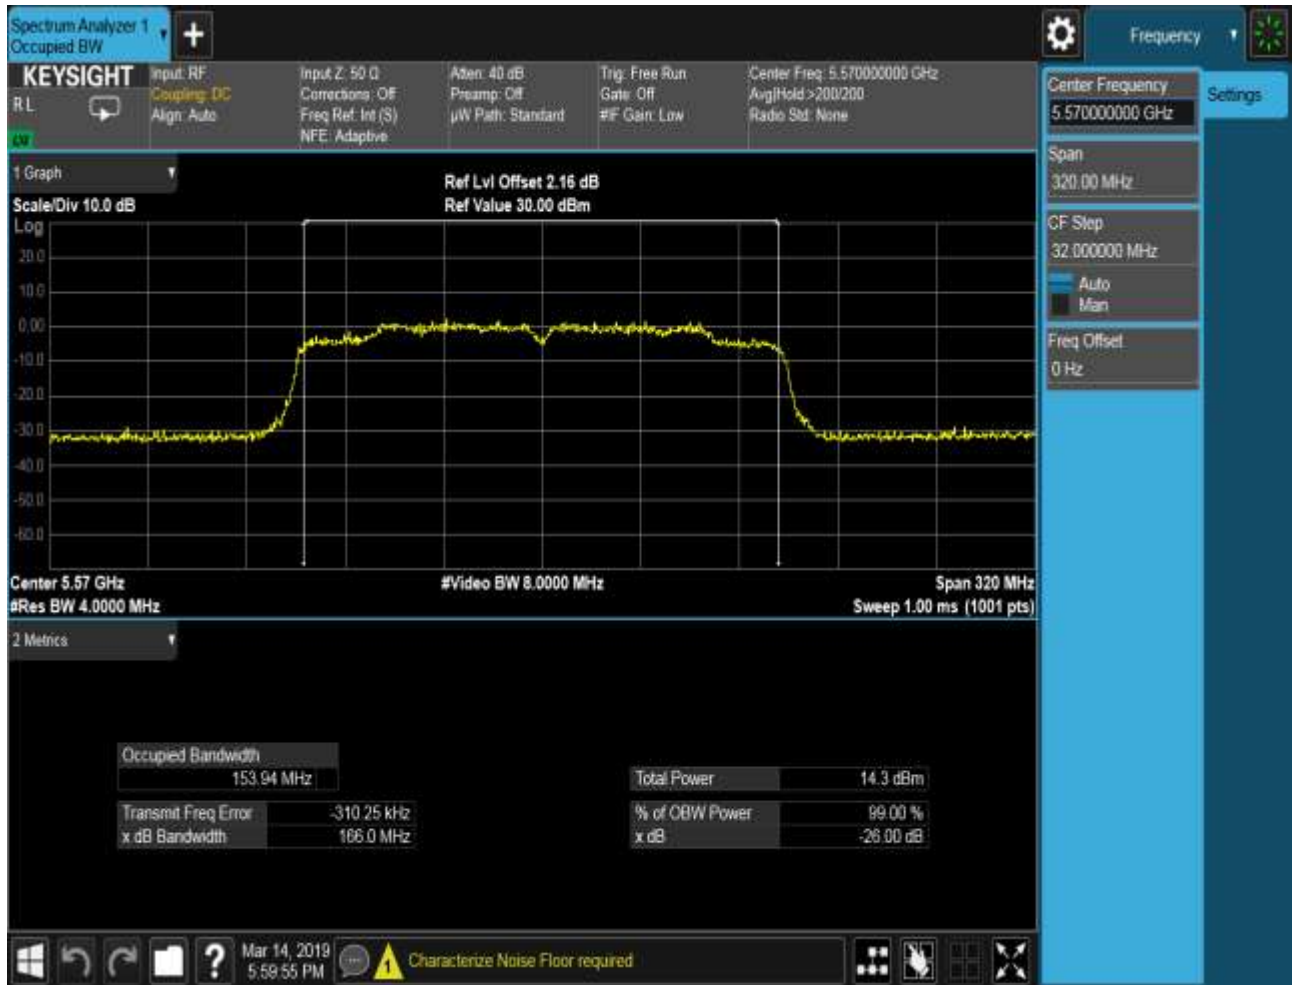 Spectrum Analyzer 1
Occupied BW
+
Frequency
KEYSIGHT
R L
Input: RF
Coupling: DC
Align: Auto
Input Z: 50 Ω
Corrections: Off
Freq Ref: Int (S)
NFE: Adaptive
Atten: 40 dB
Preamp: Off
µW Path: Standard
Trig: Free Run
Gate: Off
#IF Gain: Low
Center Freq: 5.570000000 GHz
Avg|Hold:>200/200
Radio Std: None
Center Frequency
5.570000000 GHz
Settings
Span
320.00 MHz
CF Step
32.000000 MHz
Auto
Man
Freq Offset
0 Hz
1 Graph
Scale/Div 10.0 dB
Ref Lvl Offset 2.16 dB
Ref Value 30.00 dBm
Log
20.0
10.0
0.00
-10.0
-20.0
-30.0
-40.0
-50.0
-60.0
Center 5.57 GHz
#Video BW 8.0000 MHz
Span 320 MHz
#Res BW 4.0000 MHz
Sweep 1.00 ms (1001 pts)
2 Metrics
Occupied Bandwidth
153.94 MHz
Transmit Freq Error -310.25 kHz
x dB Bandwidth 166.0 MHz
Total Power 14.3 dBm
% of OBW Power 99.00 %
x dB -26.00 dB
?
Mar 14, 2019
5:59:55 PM
1
Characterize Noise Floor required